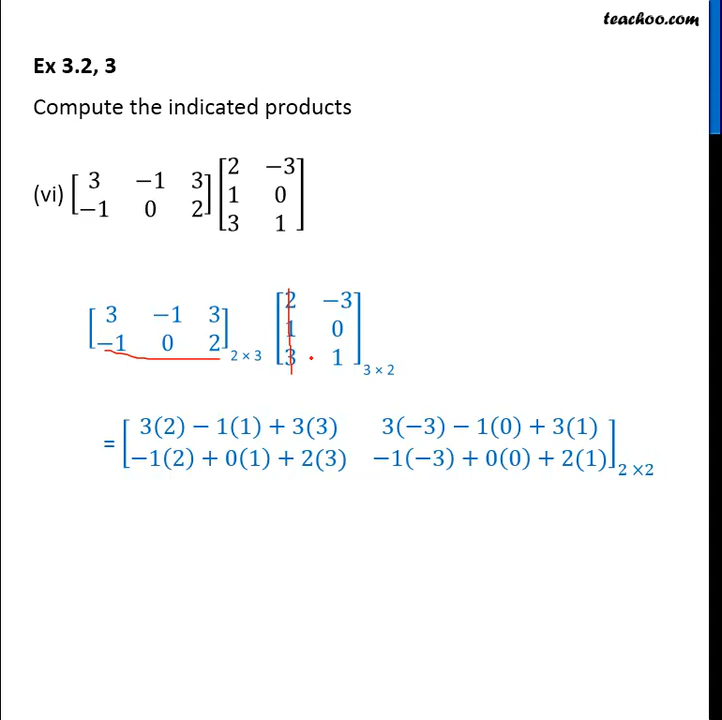 teachoo.com
Ex 3.2, 3
Compute the indicated products
(vi) [3 −1 3 −1 0 2] [2 −3 1 0 3 1]
[3 −1 3 −1 0 2] 2 × 3 [2 −3 1 0 3 1] 3 × 2
= [3(2) − 1(1) + 3(3) 3(−3) − 1(0) + 3(1) −1(2) + 0(1) + 2(3) −1(−3) + 0(0) + 2(1)] 2 ×2